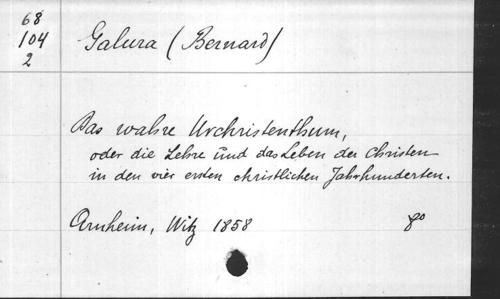 68
104
2
Galura (Bernard)
Das wahre Urchristenthum,
oder die Lehre und das Leben der Christen
in den vier ersten christlichen Jahrhunderten.
Arnheim, Witz 1858 80